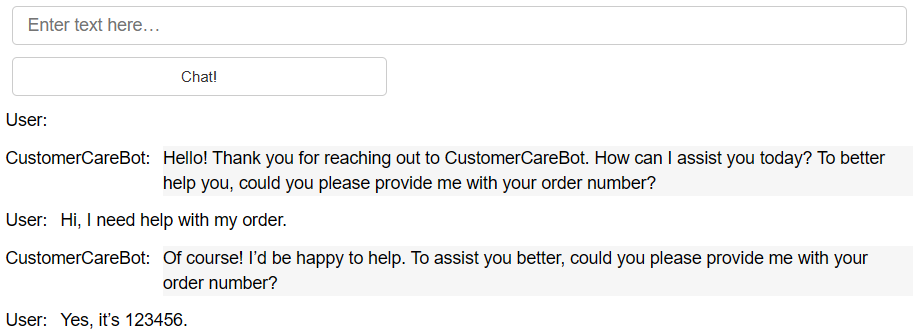 Enter text here…
Chat!
User:
CustomerCareBot: Hello! Thank you for reaching out to CustomerCareBot. How can I assist you today? To better
help you, could you please provide me with your order number?
User: Hi, I need help with my order.
CustomerCareBot: Of course! I’d be happy to help. To assist you better, could you please provide me with your
order number?
User: Yes, it’s 123456.